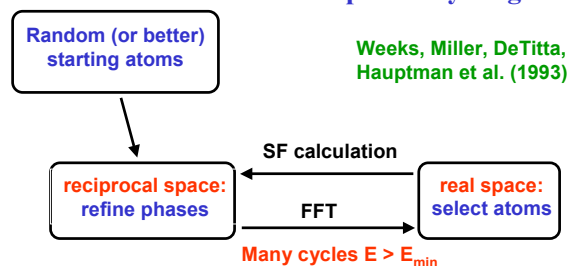 Random (or better)
starting atoms
Weeks, Miller, DeTitta,
Hauptman et al. (1993)
SF calculation
reciprocal space:
refine phases
real space:
select atoms
FFT
Many cycles E > Emin